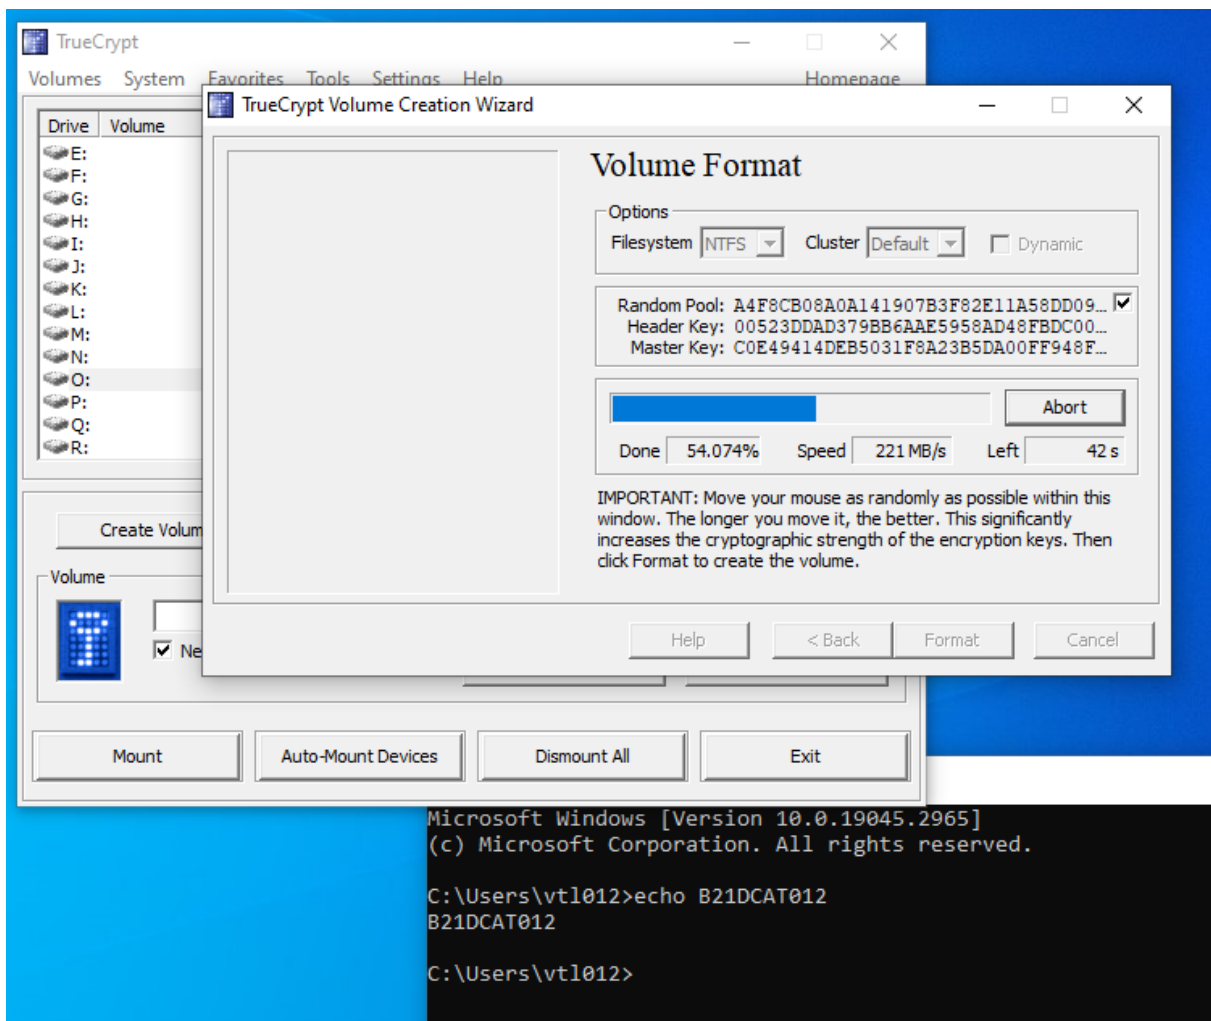 TrueCrypt
Volumes System Favorites Tools Settings Help Homepage
Drive Volume
E:
F:
G:
H:
I:
J:
K:
L:
M:
N:
O:
P:
Q:
R:
Create Volum
Volume
Ne
Mount Auto-Mount Devices Dismount All Exit
TrueCrypt Volume Creation Wizard
Volume Format
Options
Filesystem NTFS Cluster Default Dynamic
Random Pool: A4F8CB08A0A141907B3F82E11A58DD09...
Header Key: 00523DDAD379BB6AAE5958AD48FBDC00...
Master Key: C0E49414DEB5031F8A23B5DA00FF948F...
Abort
Done 54.074% Speed 221 MB/s Left 42 s
IMPORTANT: Move your mouse as randomly as possible within this
window. The longer you move it, the better. This significantly
increases the cryptographic strength of the encryption keys. Then
click Format to create the volume.
Help < Back Format Cancel
Microsoft Windows [Version 10.0.19045.2965]
(c) Microsoft Corporation. All rights reserved.
C:\Users\vtl012>echo B21DCAT012
B21DCAT012
C:\Users\vtl012>